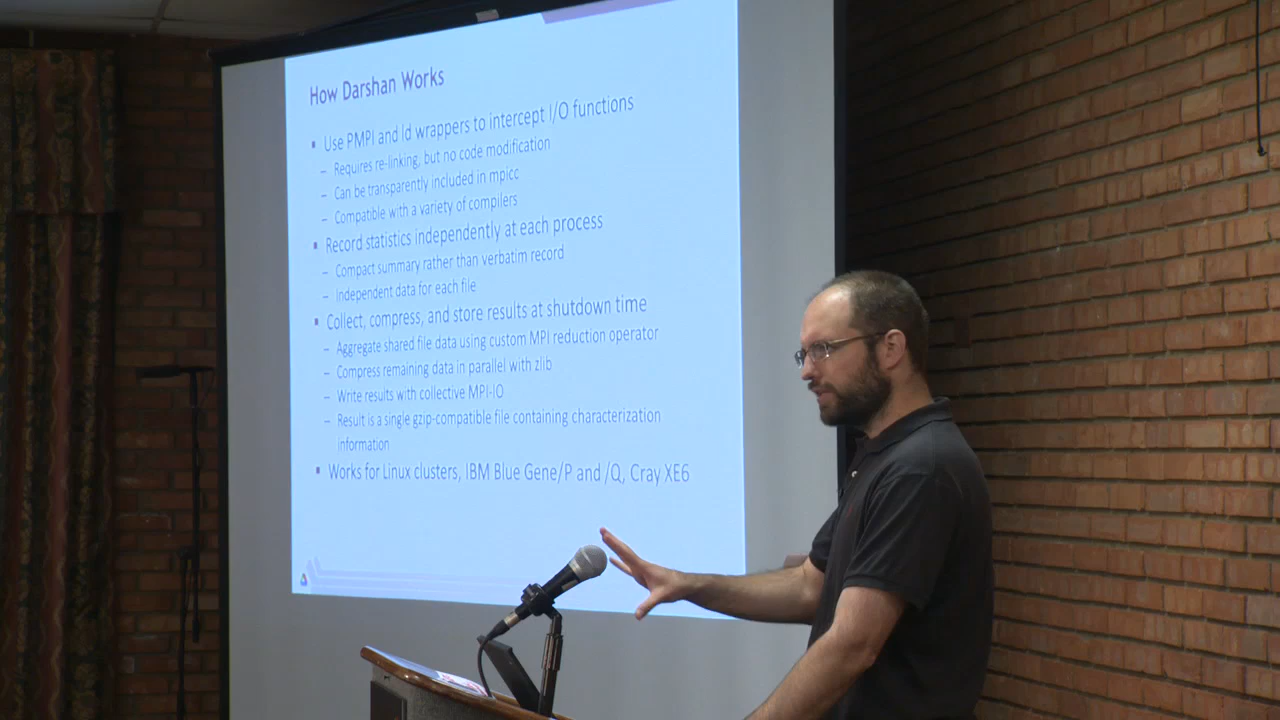 How Darshan Works
▪ Use PMPI and ld wrappers to intercept I/O functions
– Requires re-linking, but no code modification
– Can be transparently included in mpicc
– Compatible with a variety of compilers
▪ Record statistics independently at each process
– Compact summary rather than verbatim record
– Independent data for each file
▪ Collect, compress, and store results at shutdown time
– Aggregate shared file data using custom MPI reduction operator
– Compress remaining data in parallel with zlib
– Write results with collective MPI-IO
– Result is a single gzip-compatible file containing characterization
information
▪ Works for Linux clusters, IBM Blue Gene/P and /Q, Cray XE6